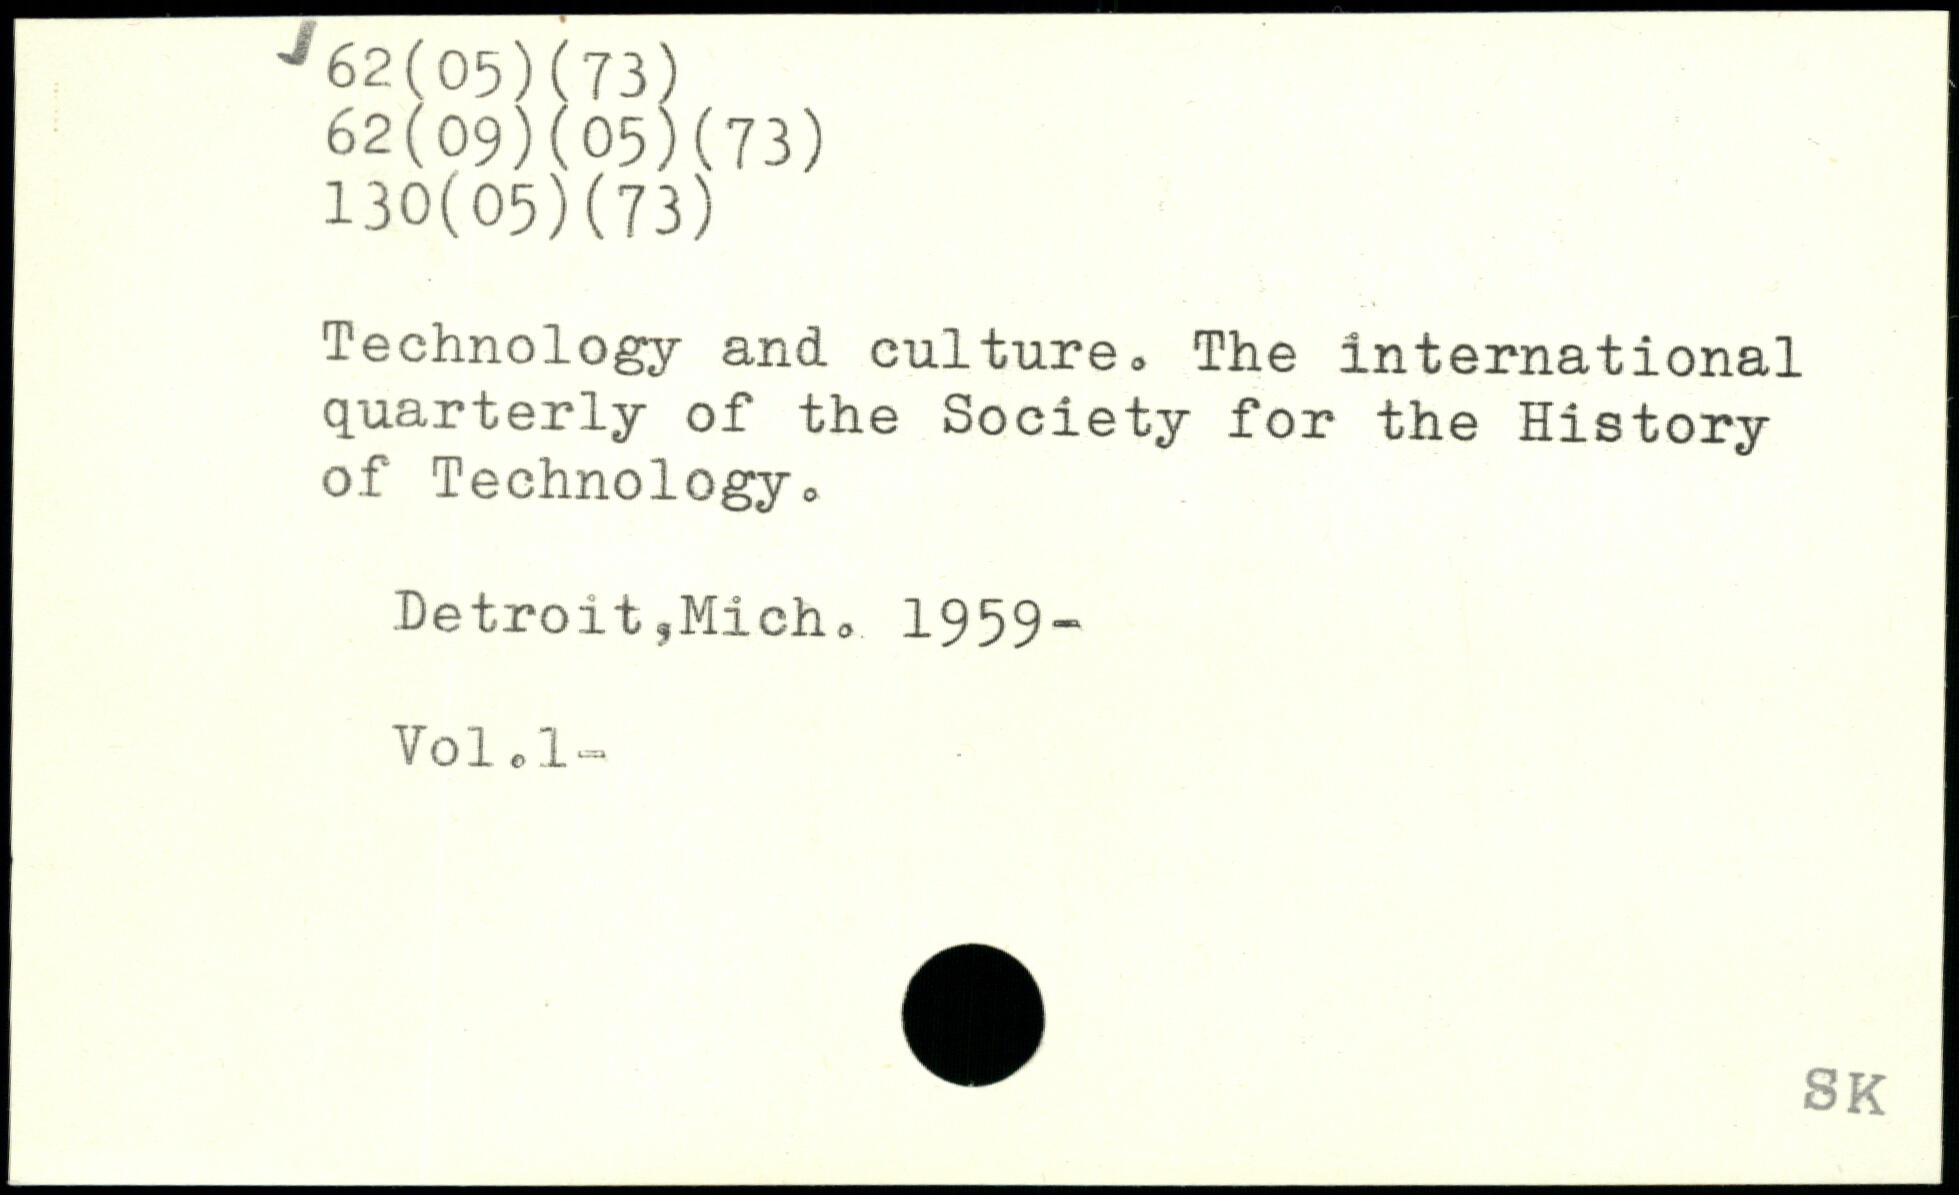 62(05)(73)
62(09)(05)(73)
130(05)(73)
Technology and culture. The international
quarterly of the Society for the History
of Technology.
Detroit,Mich. 1959-
Vol.1-
SK